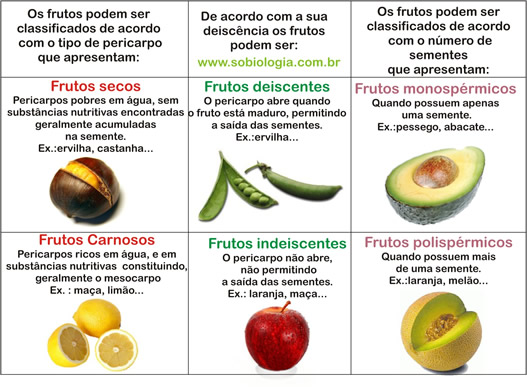 Os frutos podem ser
classificados de acordo
com o tipo de pericarpo
que apresentam:
De acordo com a sua
deiscência os frutos
podem ser:
www.sobiologia.com.br
Os frutos podem ser
classificados de acordo
com o número de
sementes
que apresentam:
Frutos secos
Pericarpos pobres em água, sem
substâncias nutritivas encontradas
geralmente acumuladas
na semente.
Ex.:ervilha, castanha...
Frutos deiscentes
O pericarpo abre quando
o fruto está maduro, permitindo
a saída das sementes.
Ex.:ervilha...
Frutos monospérmicos
Quando possuem apenas
uma semente.
Ex.:pessego, abacate...
Frutos Carnosos
Pericarpos ricos em água, e em
substâncias nutritivas constituindo,
geralmente o mesocarpo
Ex. : maça, limão...
Frutos indeiscentes
O pericarpo não abre,
não permitindo
a saída das sementes.
Ex.: laranja, maça...
Frutos polispérmicos
Quando possuem mais
de uma semente.
Ex.:laranja, melão...